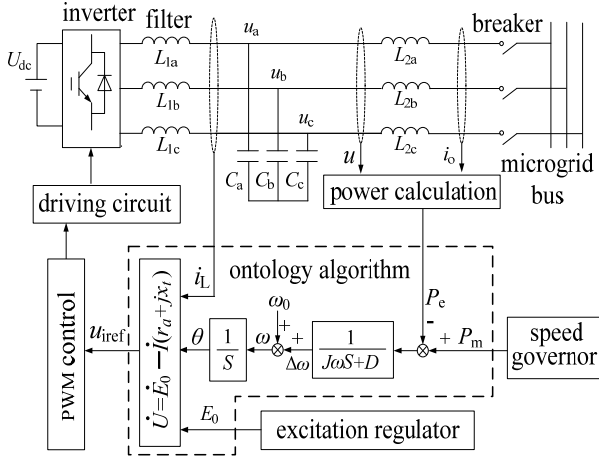 inverter
filter
breaker
U_dc
L_1a
L_1b
L_1c
u_a
u_b
u_c
L_2a
L_2b
L_2c
C_a C_b C_c
u
i_o
microgrid
bus
driving circuit
power calculation
ontology algorithm
i_L
P_e
-
+ P_m
speed
governor
PWM control
u_iref
U̇=Ė_0−İ(r_a+jx_t)
θ
1/S
ω
ω_0
+
+
Δω
1/(JωS+D)
E_0
excitation regulator